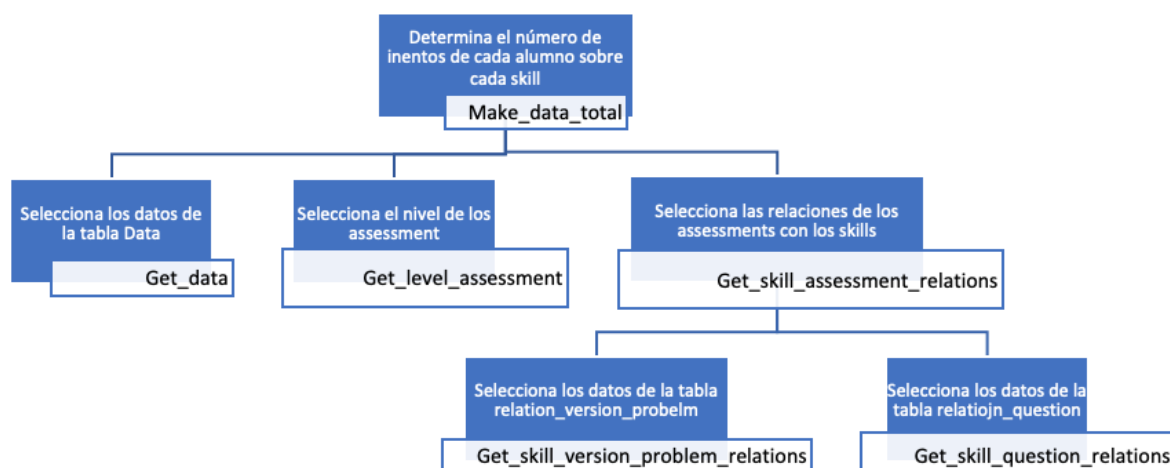 Determina el número de
inentos de cada alumno sobre
cada skill
Make_data_total
Selecciona los datos de
la tabla Data
Get_data
Selecciona el nivel de los
assessment
Get_level_assessment
Selecciona las relaciones de los
assessments con los skills
Get_skill_assessment_relations
Selecciona los datos de la tabla
relation_version_probelm
Get_skill_version_problem_relations
Selecciona los datos de la
tabla relatiojn_question
Get_skill_question_relations